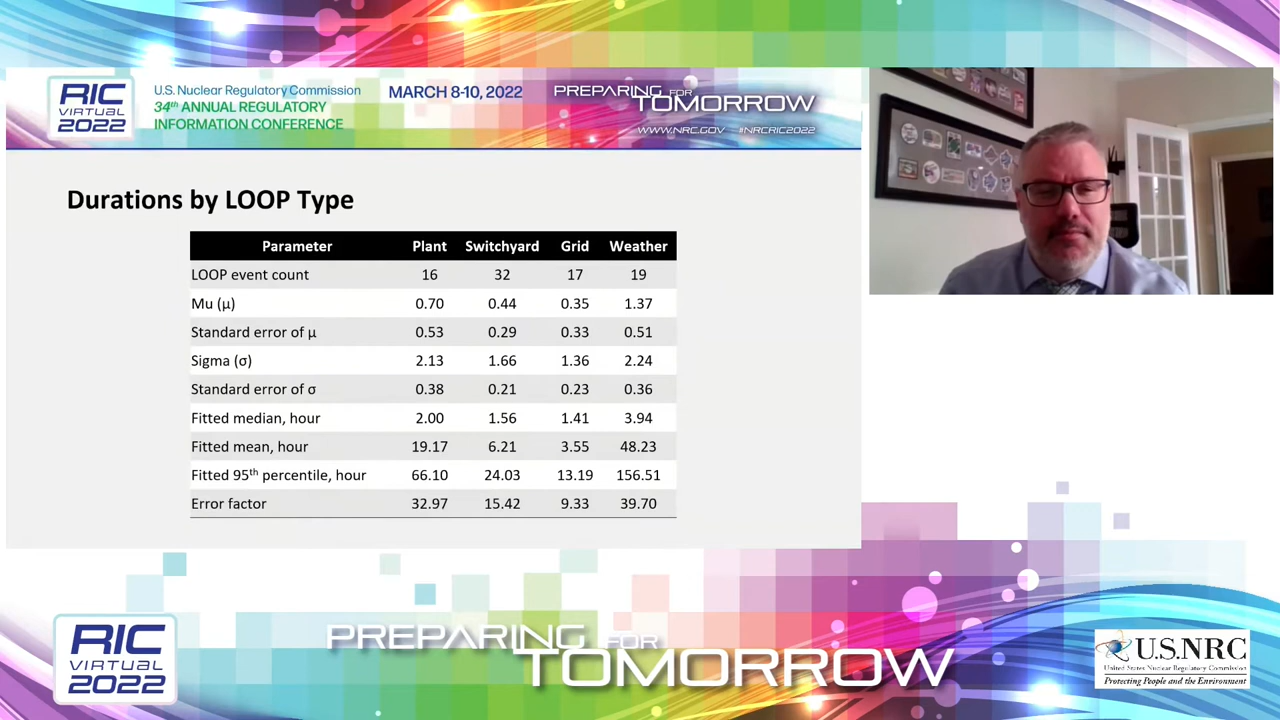 RIC
VIRTUAL
2022
U.S. Nuclear Regulatory Commission
34th ANNUAL REGULATORY
INFORMATION CONFERENCE
MARCH 8-10, 2022
PREPARING FOR
TOMORROW
WWW.NRC.GOV #NRCRIC2022
Durations by LOOP Type
Parameter Plant Switchyard Grid Weather
LOOP event count 16 32 17 19
Mu (μ) 0.70 0.44 0.35 1.37
Standard error of μ 0.53 0.29 0.33 0.51
Sigma (σ) 2.13 1.66 1.36 2.24
Standard error of σ 0.38 0.21 0.23 0.36
Fitted median, hour 2.00 1.56 1.41 3.94
Fitted mean, hour 19.17 6.21 3.55 48.23
Fitted 95th percentile, hour 66.10 24.03 13.19 156.51
Error factor 32.97 15.42 9.33 39.70
RIC
VIRTUAL
2022
PREPARING FOR
TOMORROW
U.S.NRC
United States Nuclear Regulatory Commission
Protecting People and the Environment